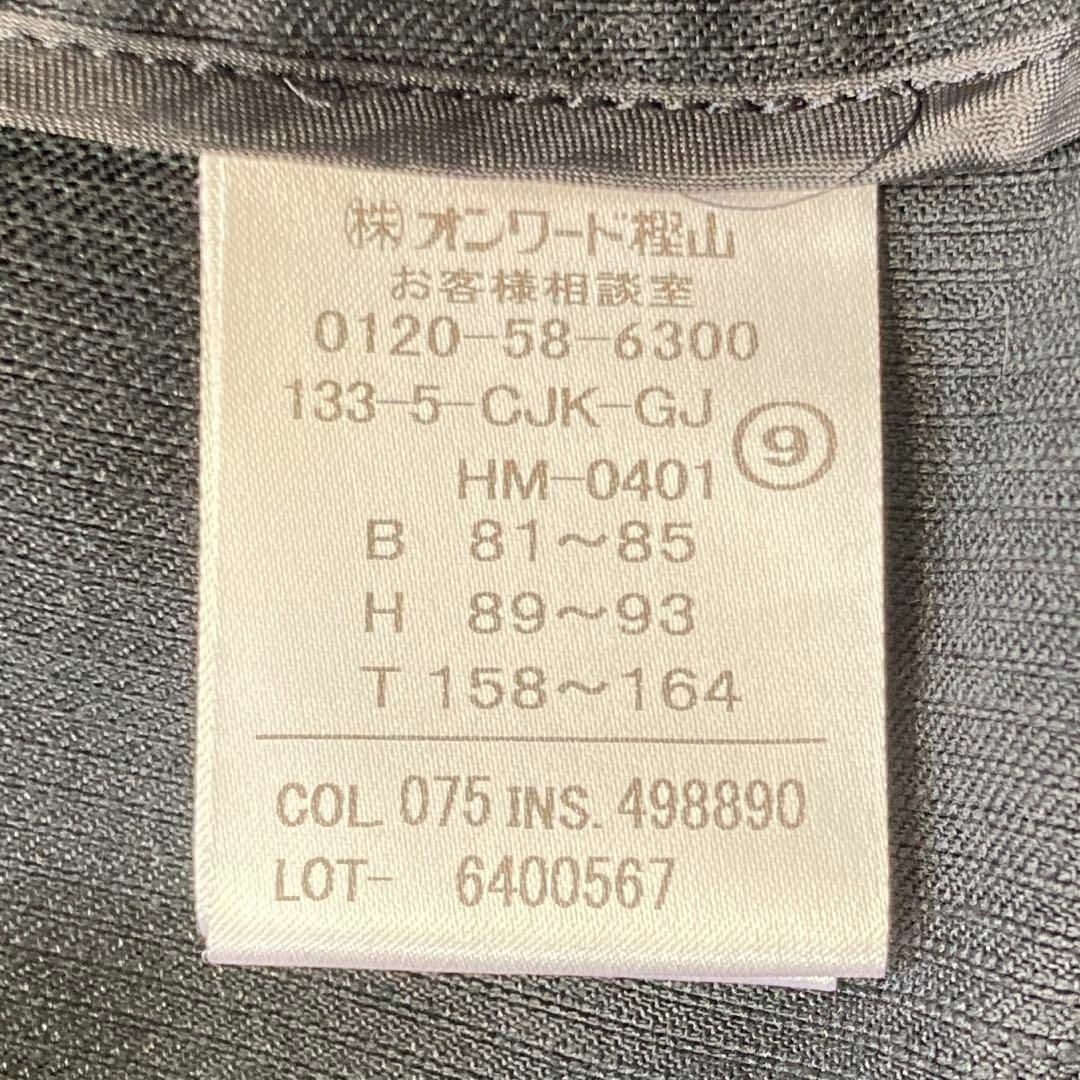 ㈱オンワード樫山
お客様相談室
0120-58-6300
133-5-CJK-GJ
⑨
HM-0401
B 81～85
H 89～93
T 158～164
COL 075 INS. 498890
LOT- 6400567